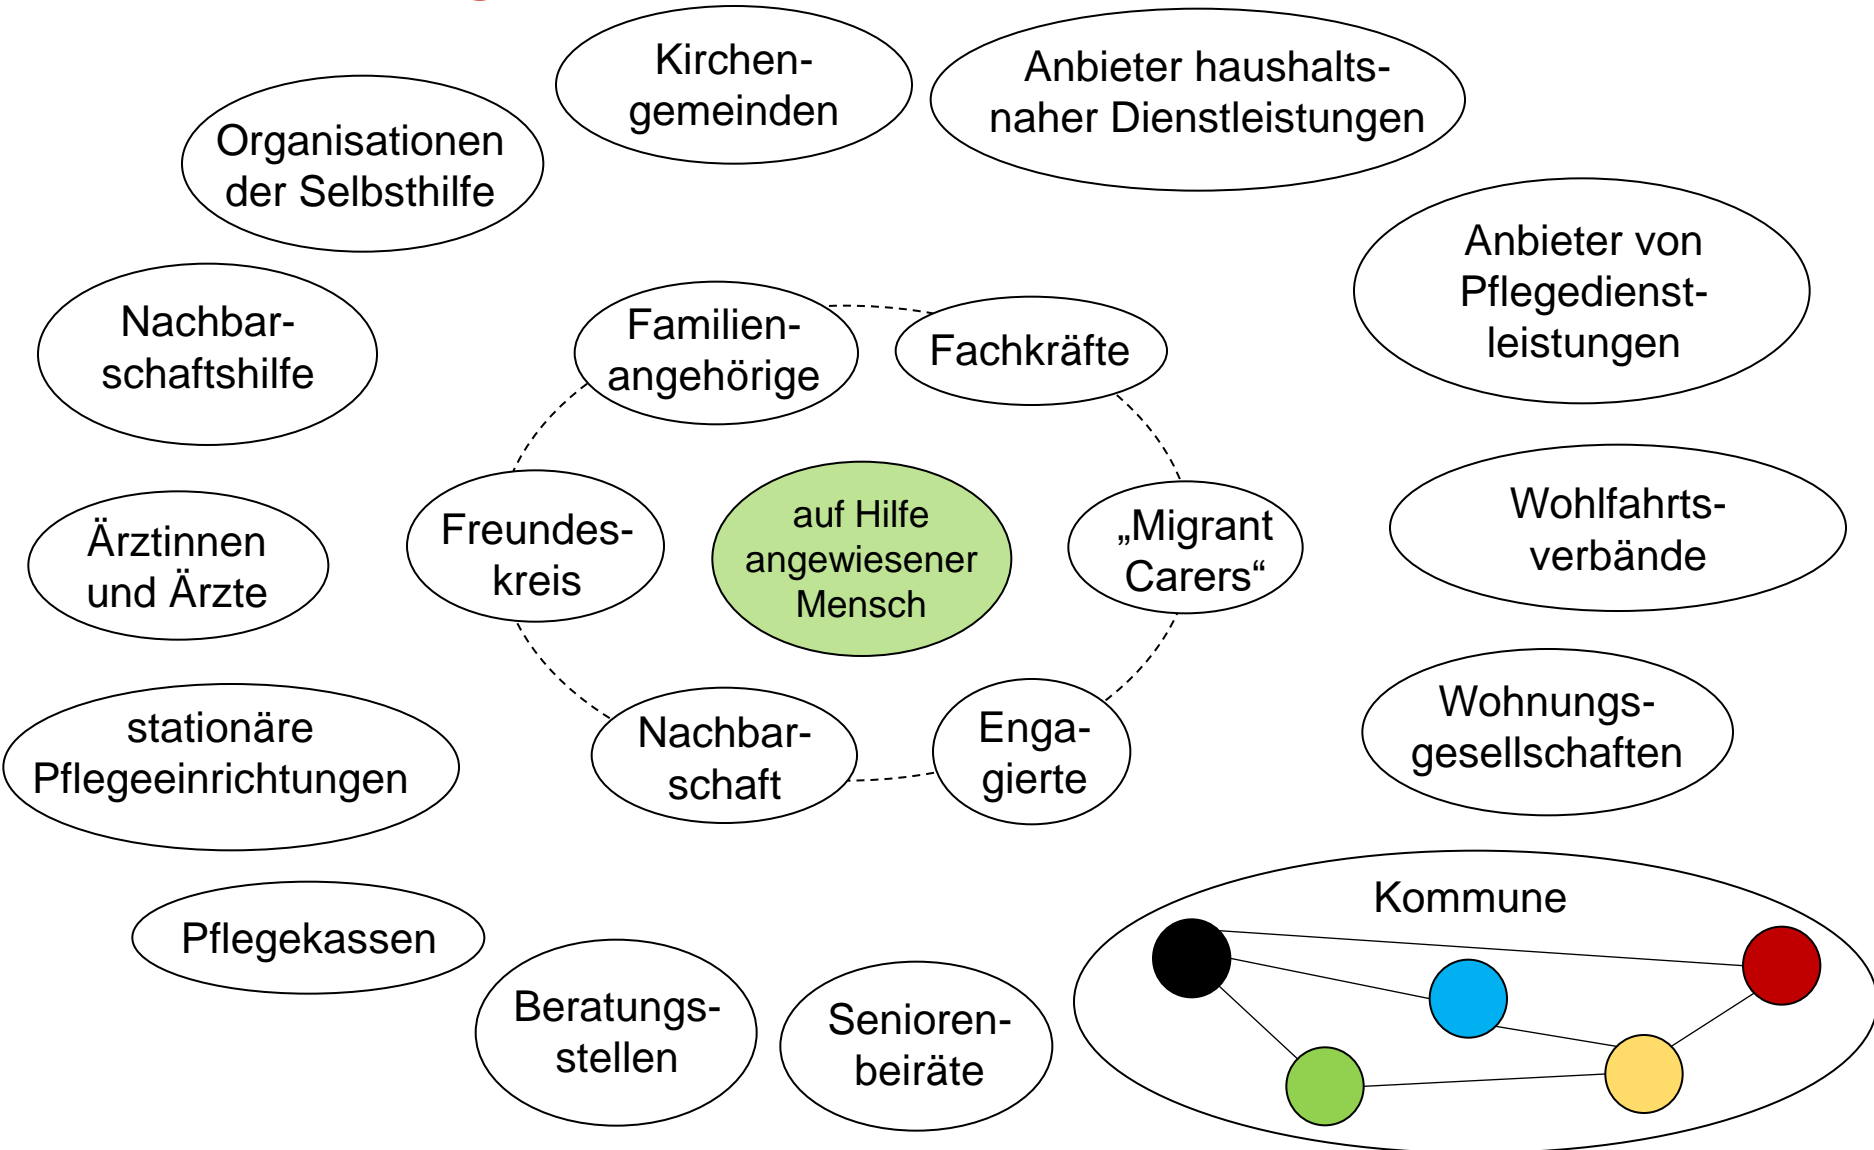 Kirchen-
gemeinden
Anbieter haushalts-
naher Dienstleistungen
Organisationen
der Selbsthilfe
Anbieter von
Pflegedienst-
leistungen
Nachbar-
schaftshilfe
Familien-
angehörige
Fachkräfte
Ärztinnen
und Ärzte
Freundes-
kreis
auf Hilfe
angewiesener
Mensch
„Migrant
Carers“
Wohlfahrts-
verbände
stationäre
Pflegeeinrichtungen
Nachbar-
schaft
Enga-
gierte
Wohnungs-
gesellschaften
Pflegekassen
Beratungs-
stellen
Senioren-
beiräte
Kommune